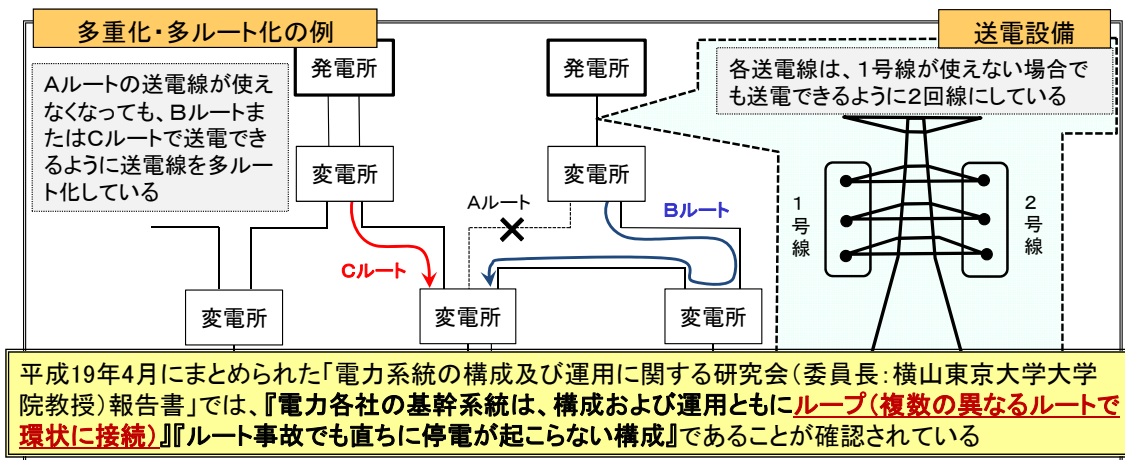 多重化・多ルート化の例
送電設備
Aルートの送電線が使え
なくなっても、Bルートま
たはCルートで送電でき
るように送電線を多ルー
ト化している
発電所
発電所
各送電線は、1号線が使えない場合で
も送電できるように2回線にしている
変電所
変電所
Aルート
Bルート
Cルート
1号線
2号線
変電所
変電所
変電所
平成19年4月にまとめられた「電力系統の構成及び運用に関する研究会(委員長:横山東京大学大学
院教授)報告書」では、『電力各社の基幹系統は、構成および運用ともにループ(複数の異なるルートで
環状に接続)』『ルート事故でも直ちに停電が起こらない構成』であることが確認されている